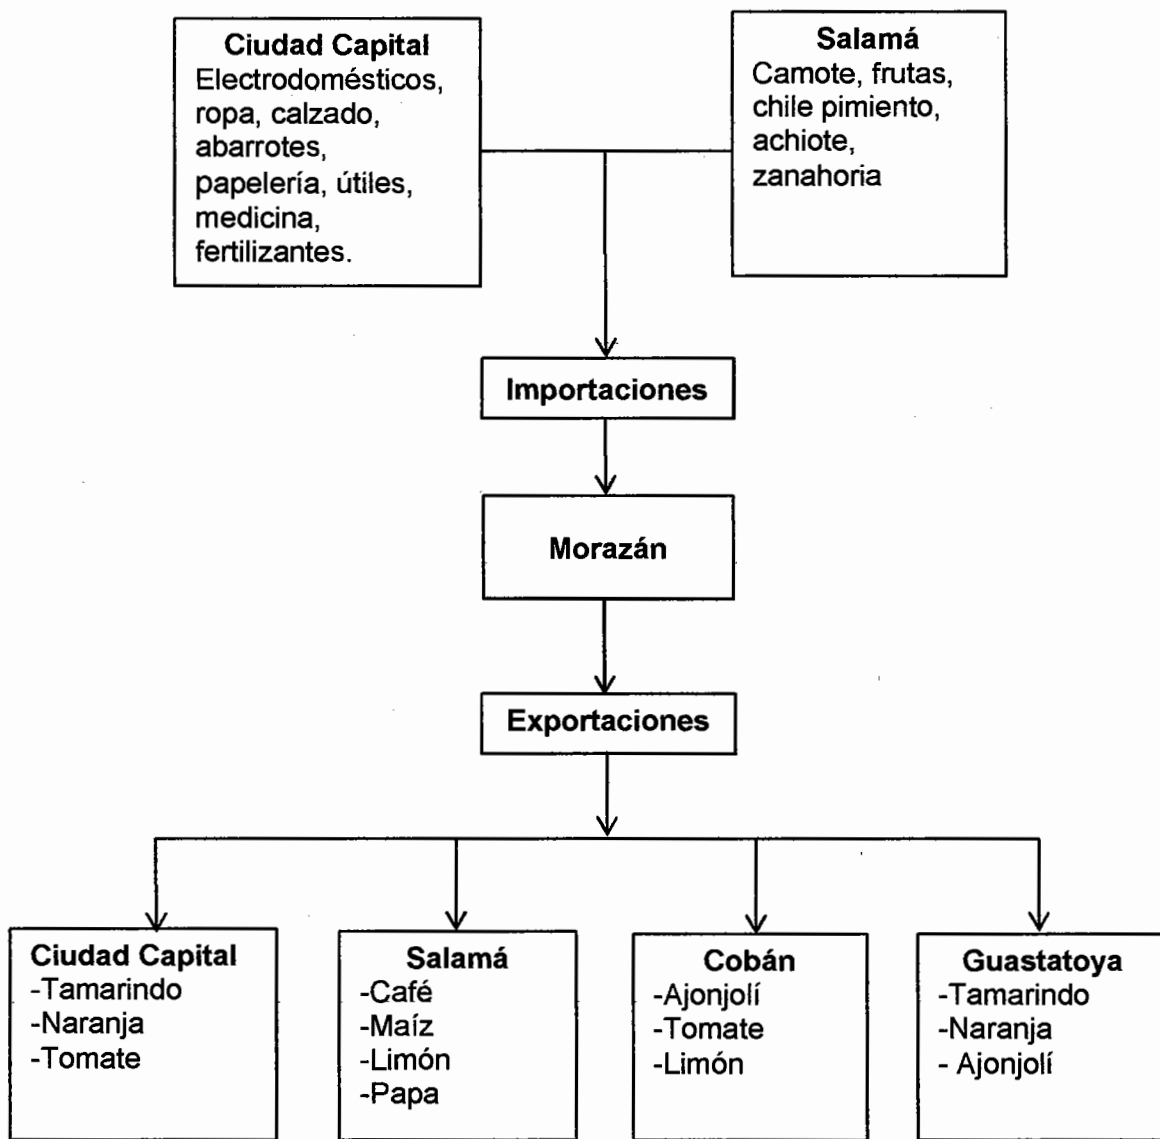 Ciudad Capital
Electrodomésticos,
ropa, calzado,
abarrotes,
papelería, útiles,
medicina,
fertilizantes.
Salamá
Camote, frutas,
chile pimiento,
achiote,
zanahoria
Importaciones
Morazán
Exportaciones
Ciudad Capital
-Tamarindo
-Naranja
-Tomate
Salamá
-Café
-Maíz
-Limón
-Papa
Cobán
-Ajonjolí
-Tomate
-Limón
Guastatoya
-Tamarindo
-Naranja
- Ajonjolí